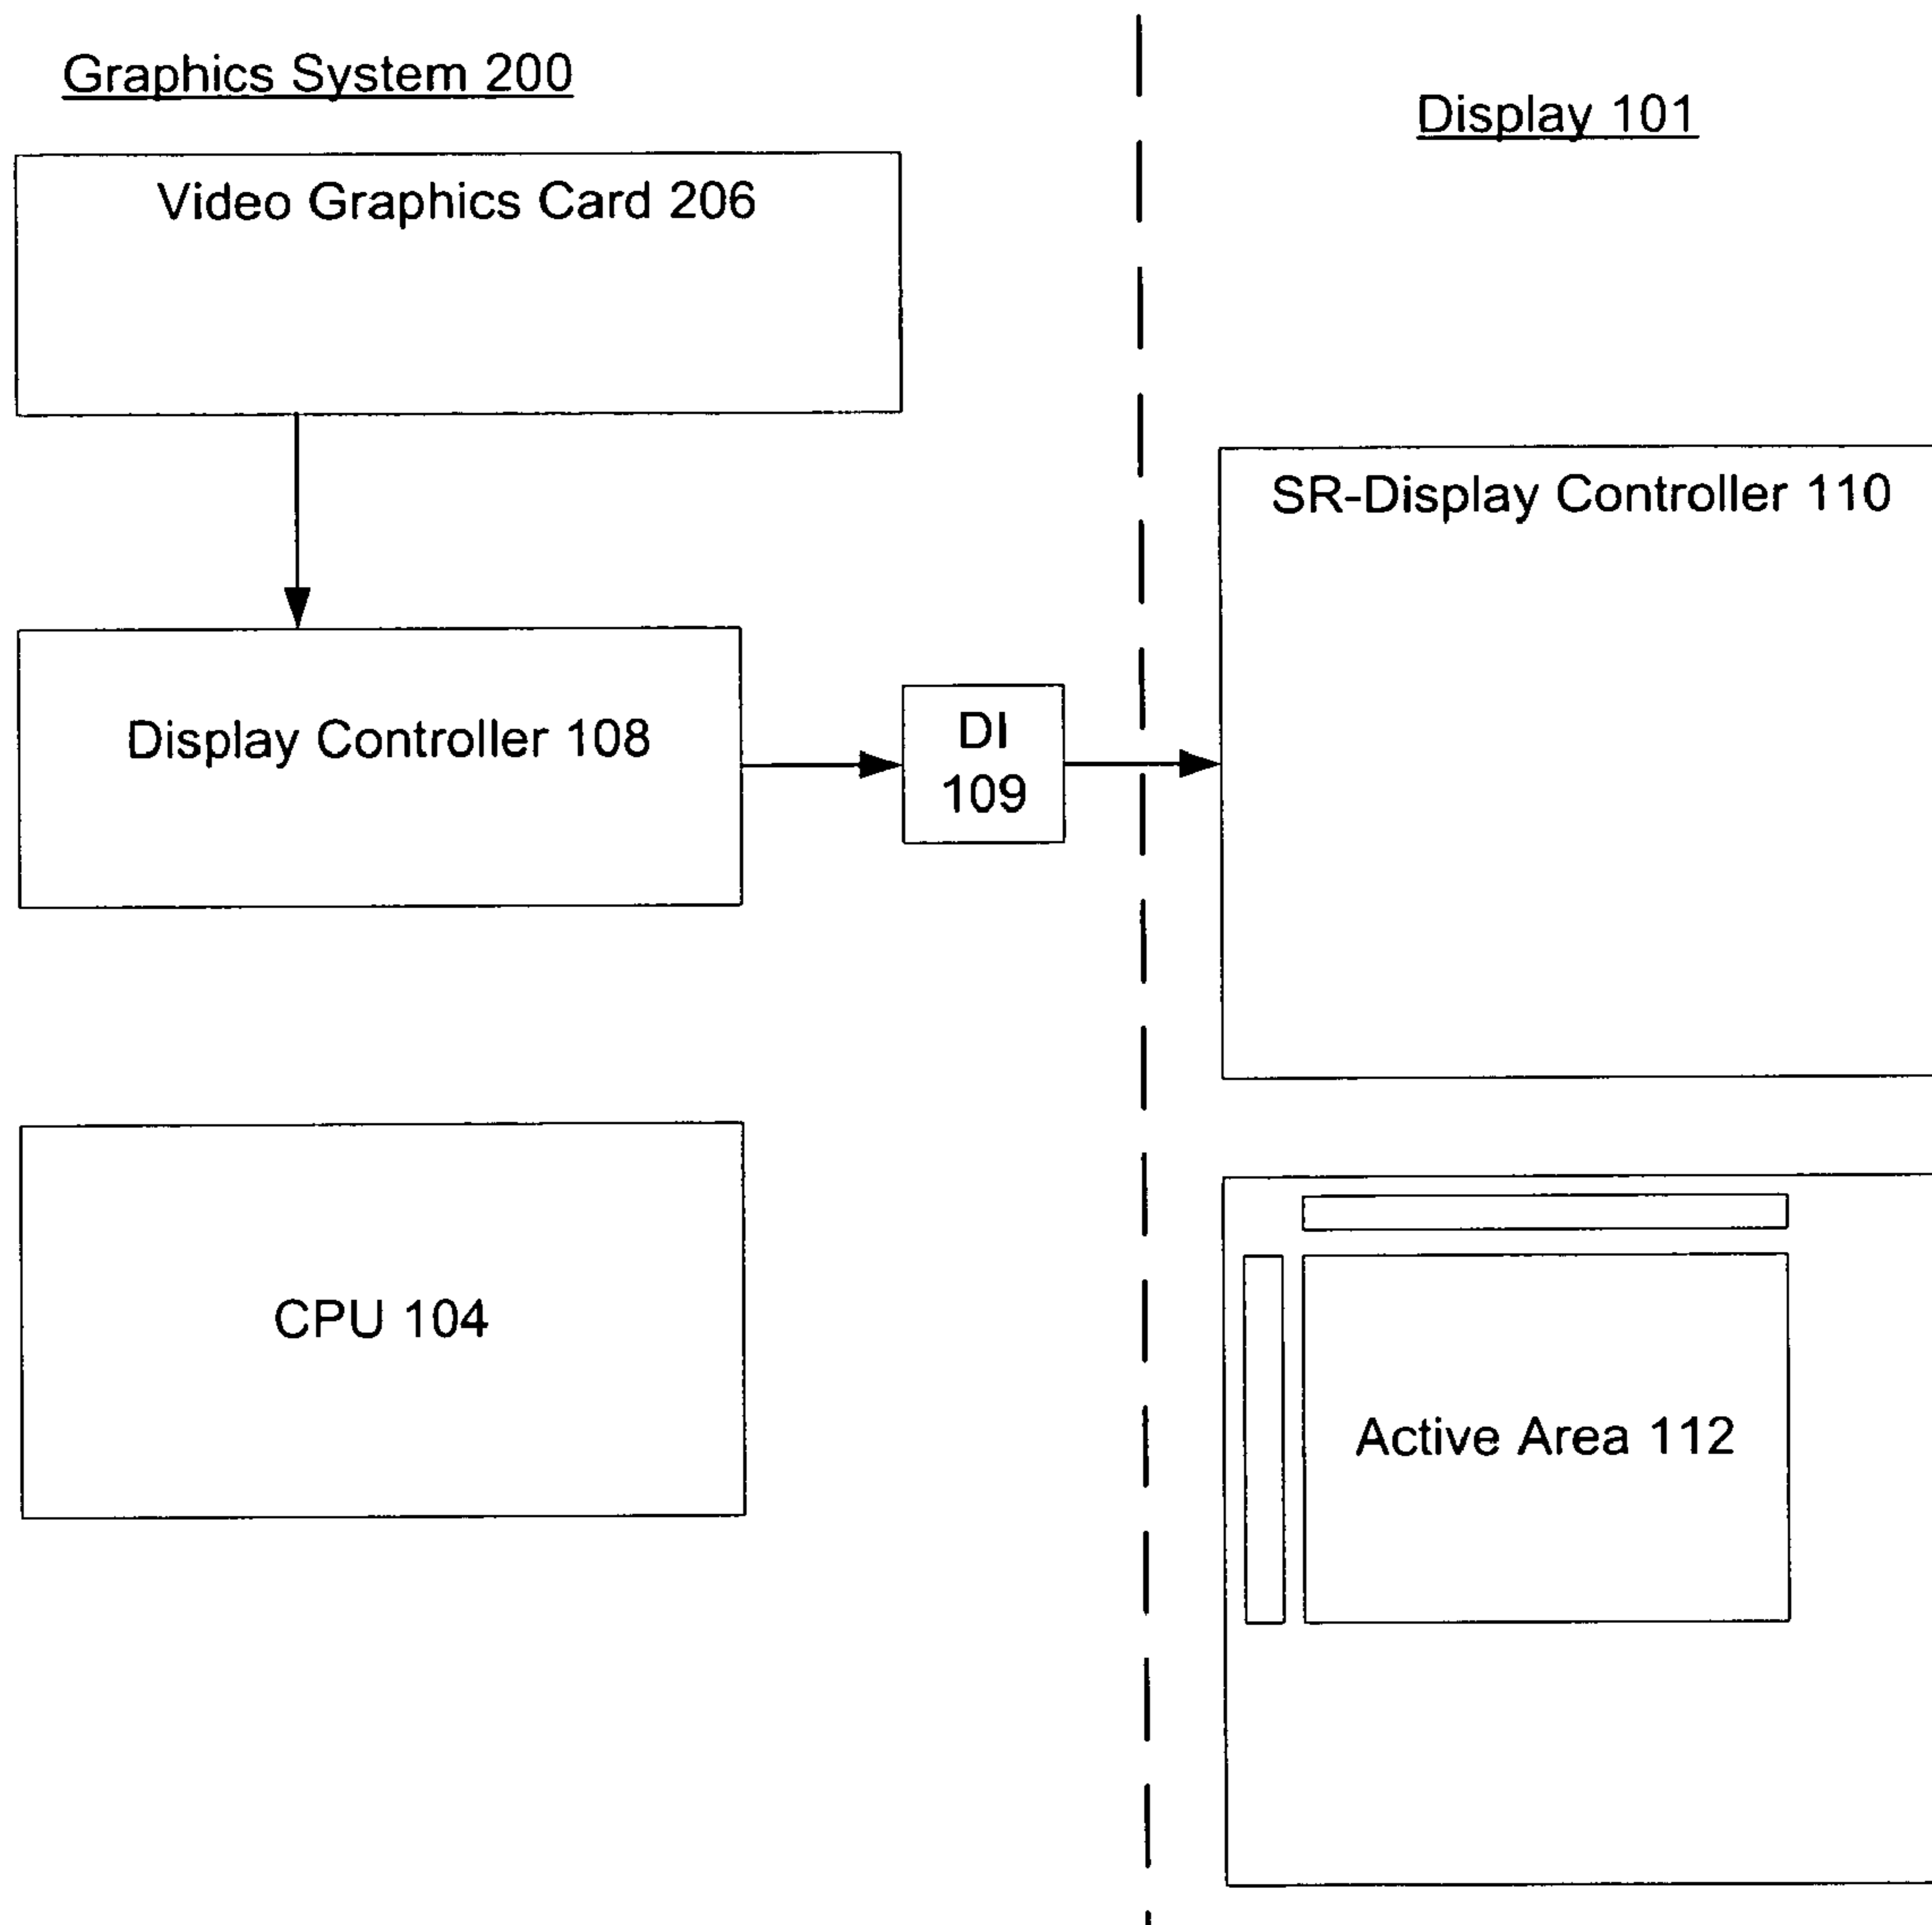 Graphics System 200
Display 101
Video Graphics Card 206
SR-Display Controller 110
Display Controller 108
DI
109
CPU 104
Active Area 112